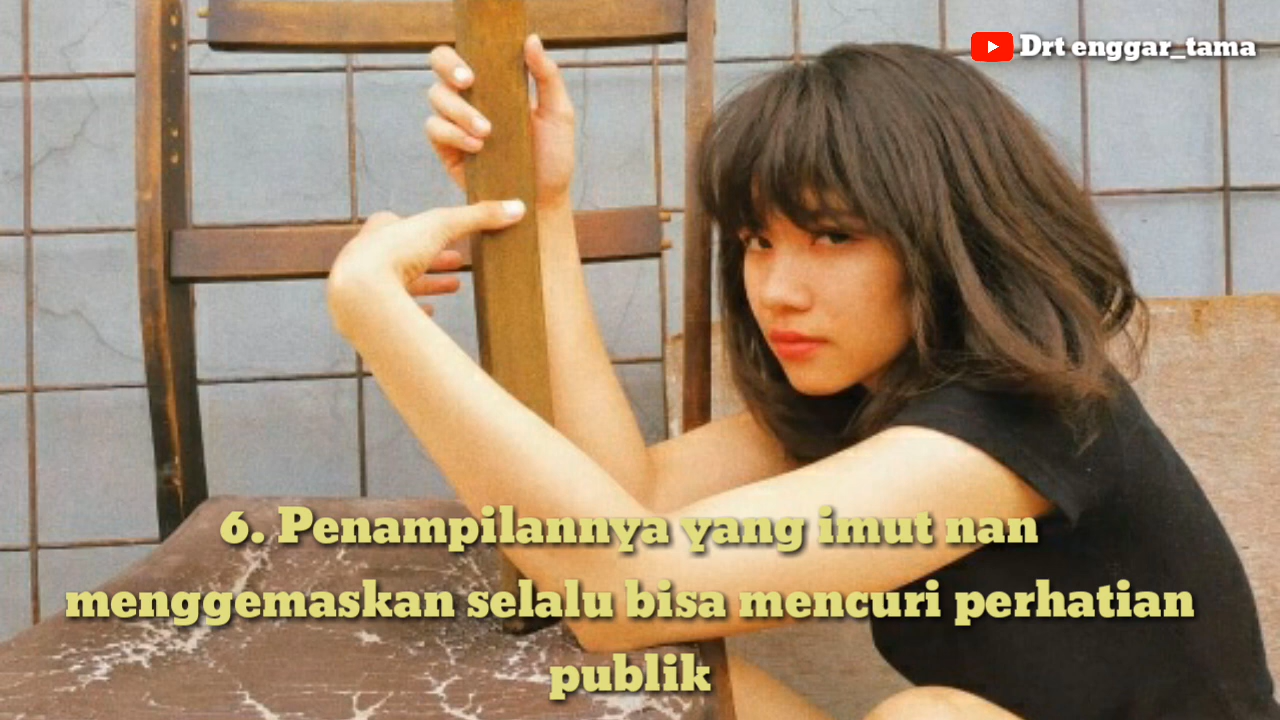 Drt enggar_tama
6. Penampilannya yang imut nan
menggemaskan selalu bisa mencuri perhatian
publik